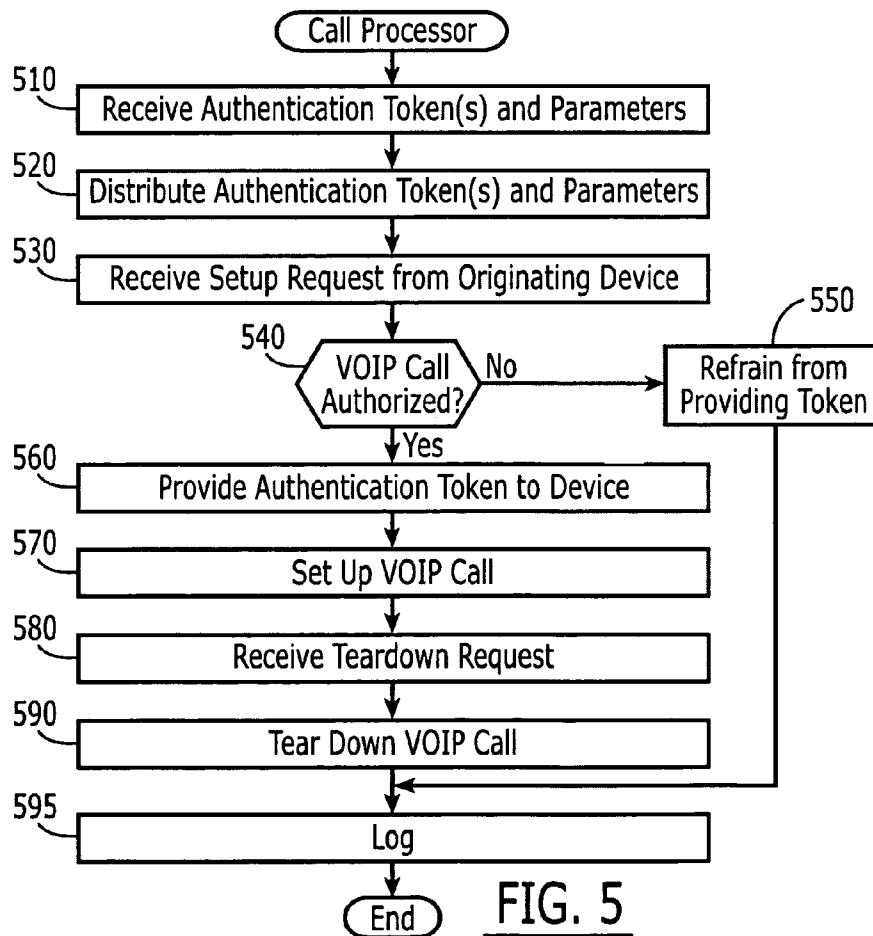 Call Processor
510
Receive Authentication Token(s) and Parameters
520
Distribute Authentication Token(s) and Parameters
530
Receive Setup Request from Originating Device
540
VOIP Call
Authorized?
No
550
Refrain from
Providing Token
Yes
560
Provide Authentication Token to Device
570
Set Up VOIP Call
580
Receive Teardown Request
590
Tear Down VOIP Call
595
Log
End
FIG. 5